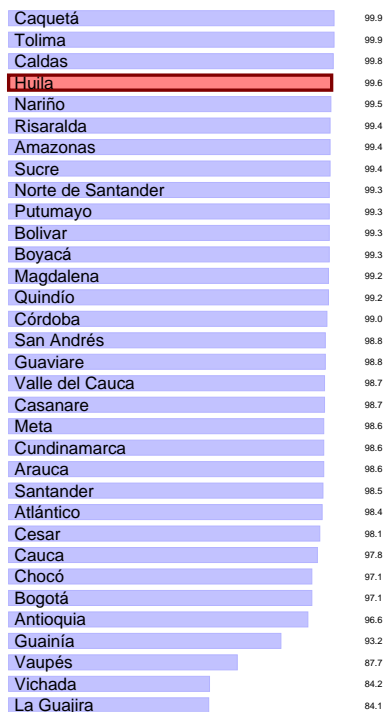 Caquetá 99.9
Tolima 99.9
Caldas 99.8
Huila 99.6
Nariño 99.5
Risaralda 99.4
Amazonas 99.4
Sucre 99.4
Norte de Santander 99.3
Putumayo 99.3
Bolivar 99.3
Boyacá 99.3
Magdalena 99.2
Quindío 99.2
Córdoba 99.0
San Andrés 98.8
Guaviare 98.8
Valle del Cauca 98.7
Casanare 98.7
Meta 98.6
Cundinamarca 98.6
Arauca 98.6
Santander 98.5
Atlántico 98.4
Cesar 98.1
Cauca 97.8
Chocó 97.1
Bogotá 97.1
Antioquia 96.6
Guainía 93.2
Vaupés 87.7
Vichada 84.2
La Guajira 84.1